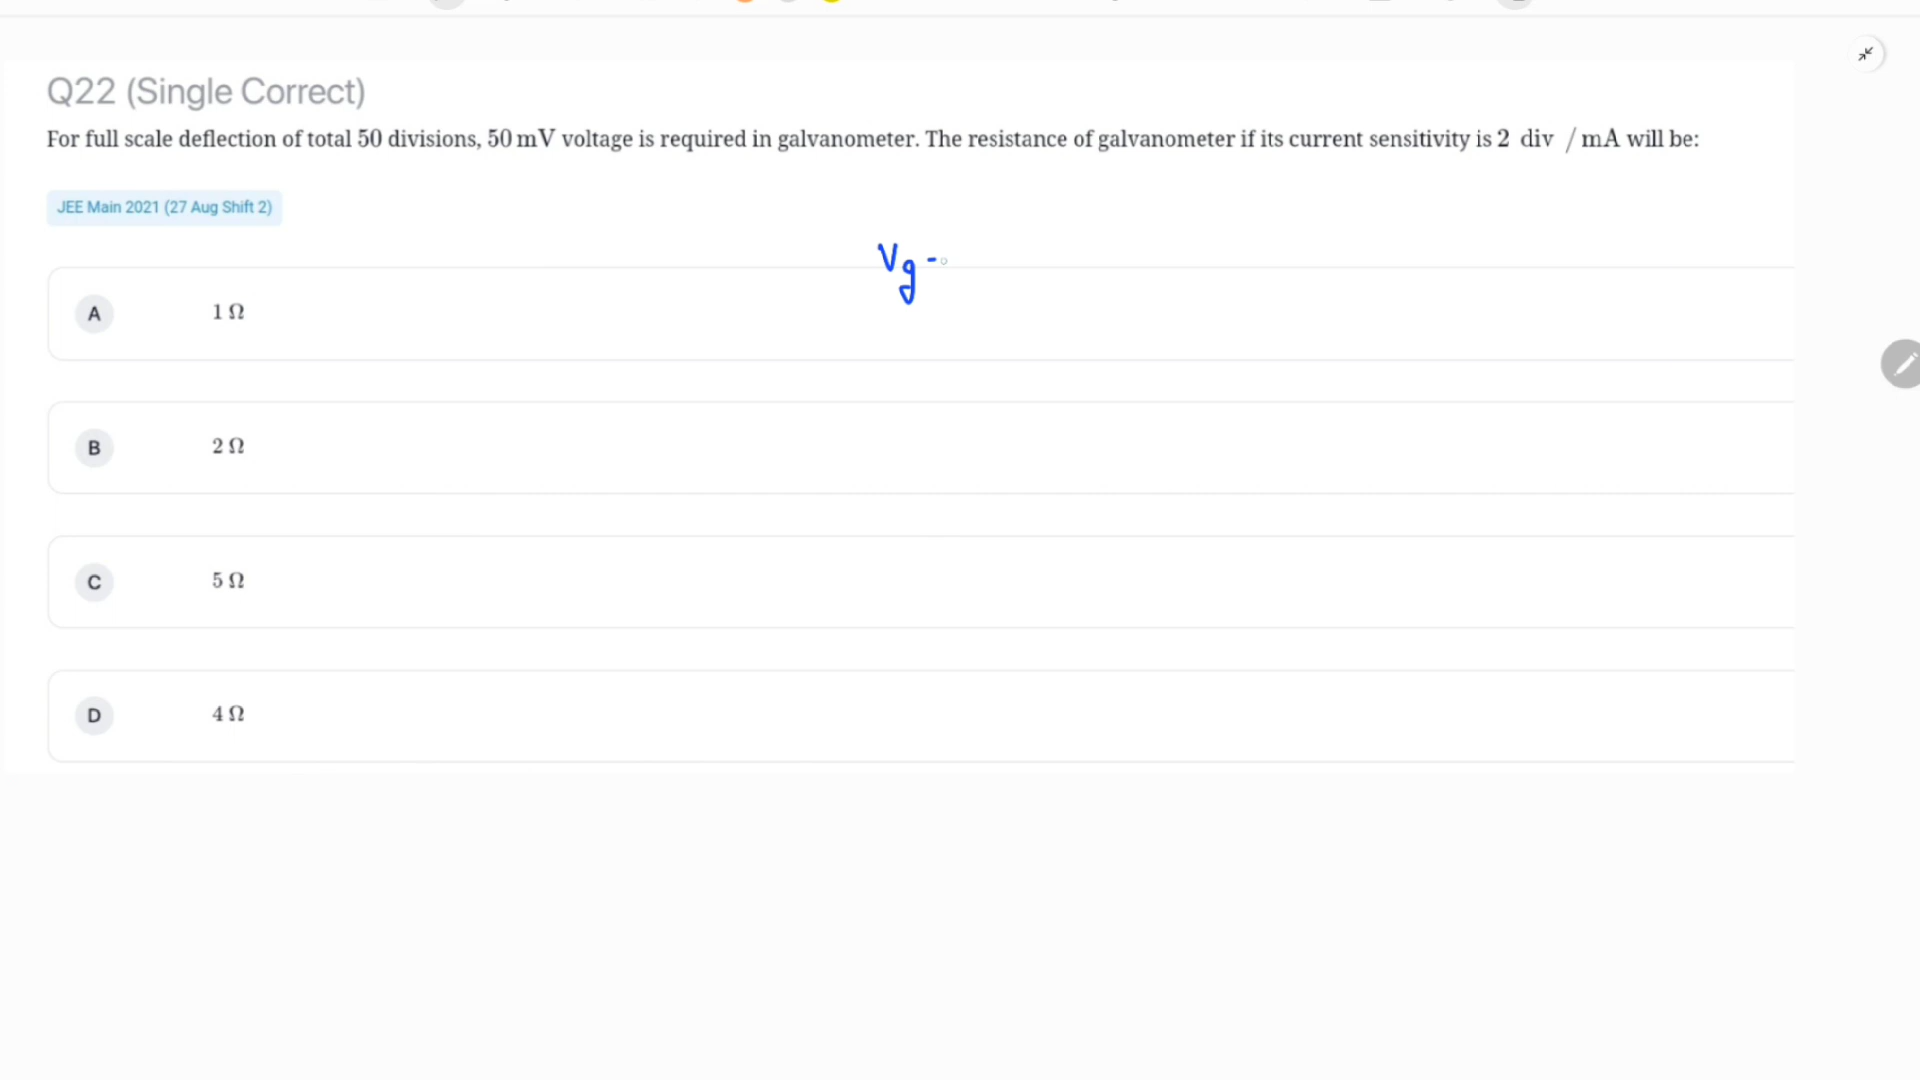 Q22 (Single Correct)
For full scale deflection of total 50 divisions, 50 mV voltage is required in galvanometer. The resistance of galvanometer if its current sensitivity is 2 div / mA will be:
JEE Main 2021 (27 Aug Shift 2)
Vg -
A 1 Ω
B 2 Ω
C 5 Ω
D 4 Ω